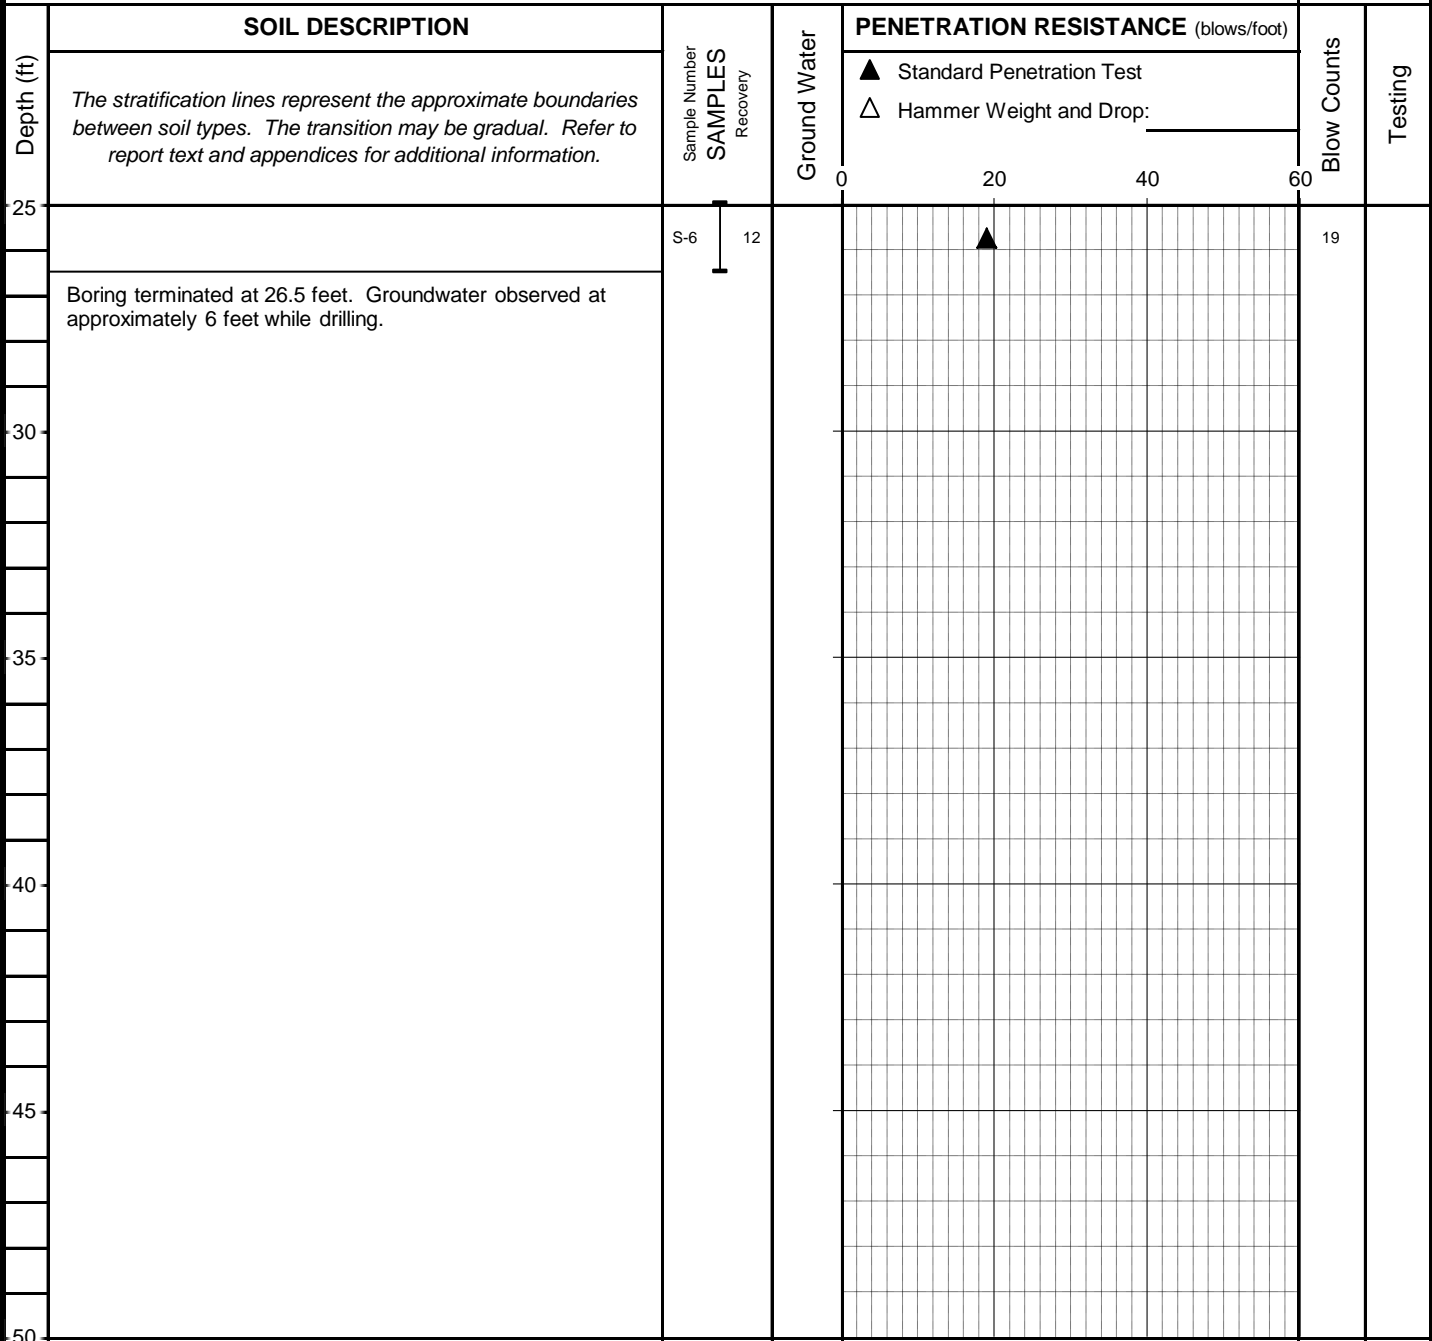 Depth (ft)
SOIL DESCRIPTION
The stratification lines represent the approximate boundaries
between soil types. The transition may be gradual. Refer to
report text and appendices for additional information.
Sample Number
SAMPLES
Recovery
Ground Water
PENETRATION RESISTANCE (blows/foot)
Standard Penetration Test
Hammer Weight and Drop:
0 20 40 60
Blow Counts
Testing
25
S-6 12 19
Boring terminated at 26.5 feet. Groundwater observed at
approximately 6 feet while drilling.
30
35
40
45
50